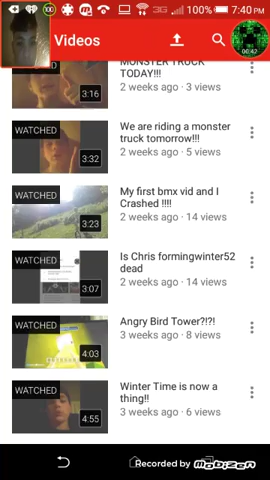 100
3G 100% 7:40 PM
Videos
00:42
MONSTER TRUCK
TODAY!!!
2 weeks ago · 3 views
3:16
WATCHED
We are riding a monster
truck tomorrow!!!
2 weeks ago · 5 views
3:32
WATCHED
My first bmx vid and I
Crashed !!!!
2 weeks ago · 14 views
3:23
WATCHED
Is Chris formingwinter52
dead
2 weeks ago · 14 views
3:07
WATCHED
Angry Bird Tower?!?!
3 weeks ago · 8 views
4:03
WATCHED
Winter Time is now a
thing!!
3 weeks ago · 6 views
4:55
Recorded by MOBIZEN